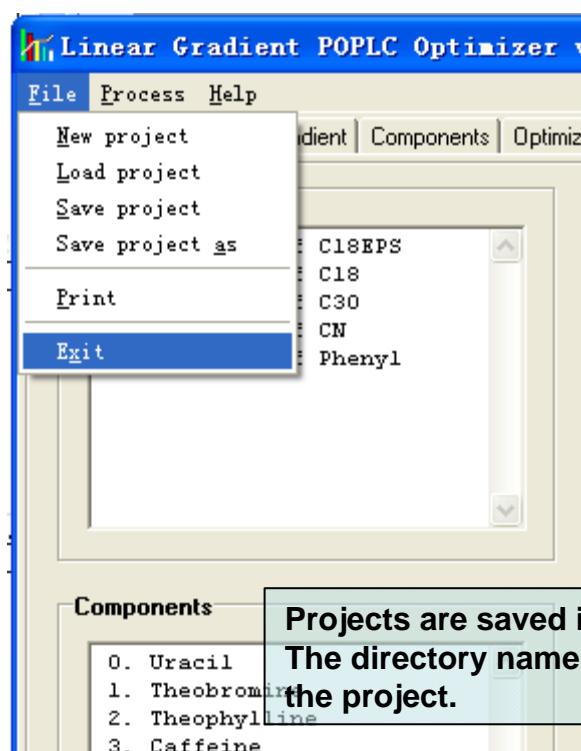 Linear Gradient POPLC Optimizer
File Process Help
New project
Load project
Save project
Save project as
Print
Exit
dient Components Optimiz
C18EPS
C18
C30
CN
Phenyl
Components
0. Uracil
1. Theobromine
2. Theophylline
3. Caffeine
Projects are saved i
The directory name
the project.